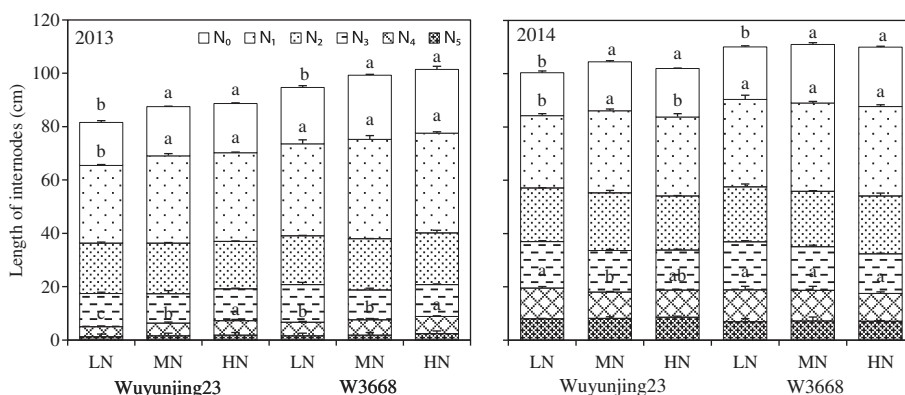 120
2013
N₀ N₁ N₂ N₃ N₄ N₅
2014
100
80
60
40
20
0
Length of internodes (cm)
b a a b a a
b a a b a a
c b a b b a
b a a b a a
b a b b a a
a b ab a a a
LN MN HN LN MN HN
Wuyunjing23 W3668
LN MN HN LN MN HN
Wuyunjing23 W3668